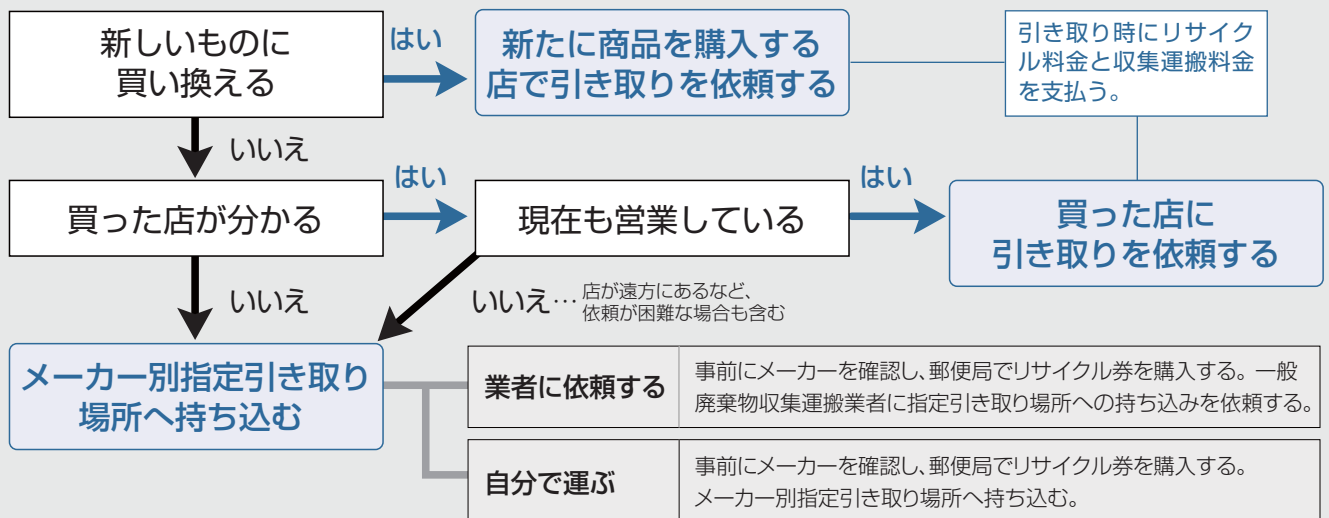 新しいものに
買い換える
はい
新たに商品を購入する
店で引き取りを依頼する
引き取り時にリサイク
ル料金と収集運搬料金
を支払う。
いいえ
買った店が分かる
はい
現在も営業している
はい
買った店に
引き取りを依頼する
いいえ
いいえ…店が遠方にあるなど、
依頼が困難な場合も含む
メーカー別指定引き取り
場所へ持ち込む
業者に依頼する
事前にメーカーを確認し、郵便局でリサイクル券を購入する。一般
廃棄物収集運搬業者に指定引き取り場所への持ち込みを依頼する。
自分で運ぶ
事前にメーカーを確認し、郵便局でリサイクル券を購入する。
メーカー別指定引き取り場所へ持ち込む。